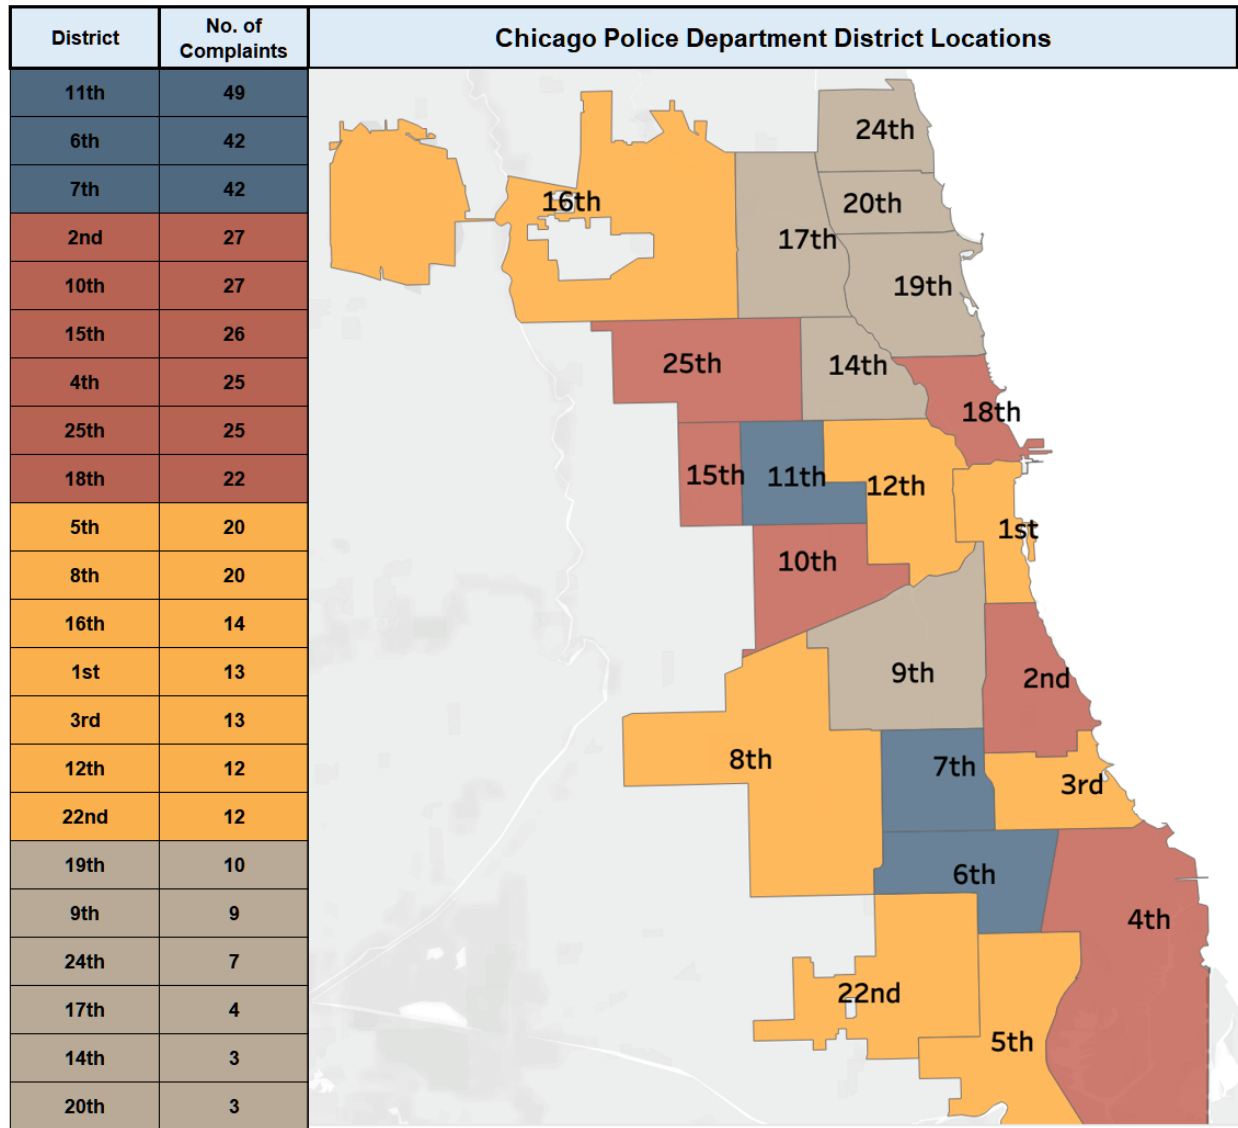 District No. of Complaints Chicago Police Department District Locations
11th 49
6th 42
7th 42
2nd 27
10th 27
15th 26
4th 25
25th 25
18th 22
5th 20
8th 20
16th 14
1st 13
3rd 13
12th 12
22nd 12
19th 10
9th 9
24th 7
17th 4
14th 3
20th 3
24th
16th
20th
17th
19th
25th
14th
18th
15th
11th
12th
1st
10th
9th
2nd
8th
7th
3rd
6th
4th
22nd
5th